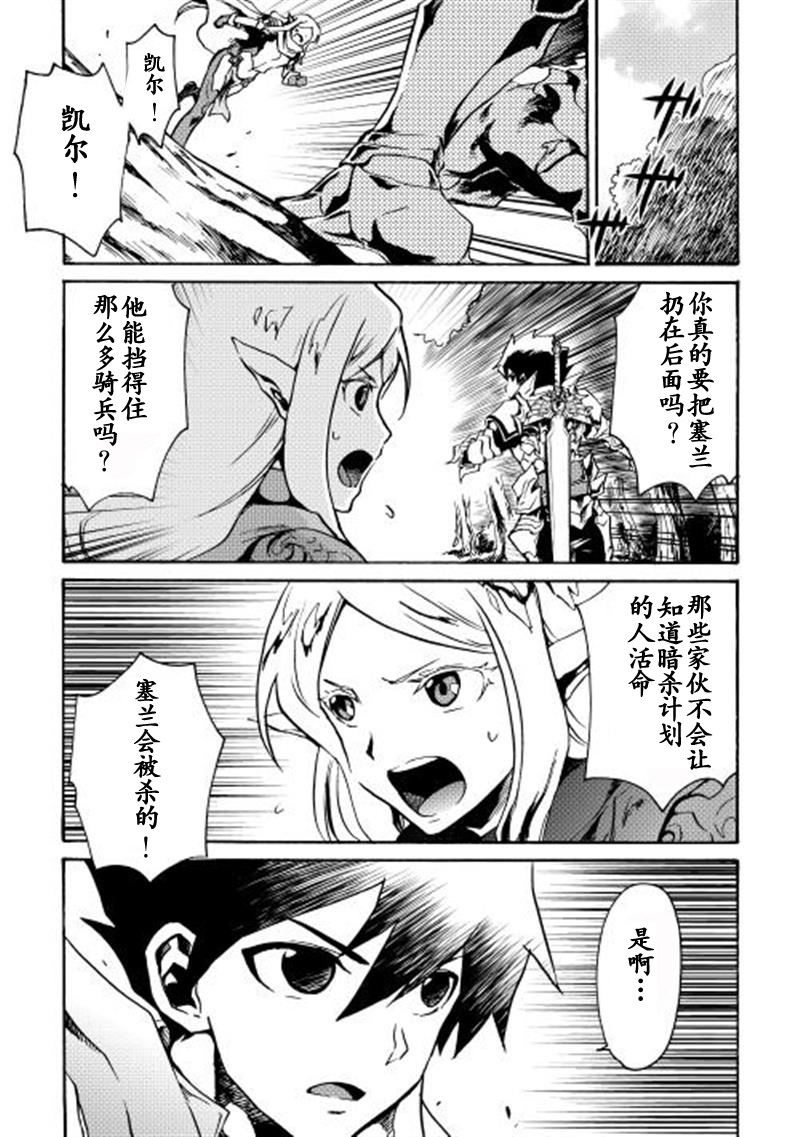 凯尔！
凯尔！
你真的要把塞兰
扔在后面吗？
他能挡得住
那么多骑兵吗？
那些家伙不会让
知道暗杀计划
的人活命
塞兰会被杀的！
是啊…